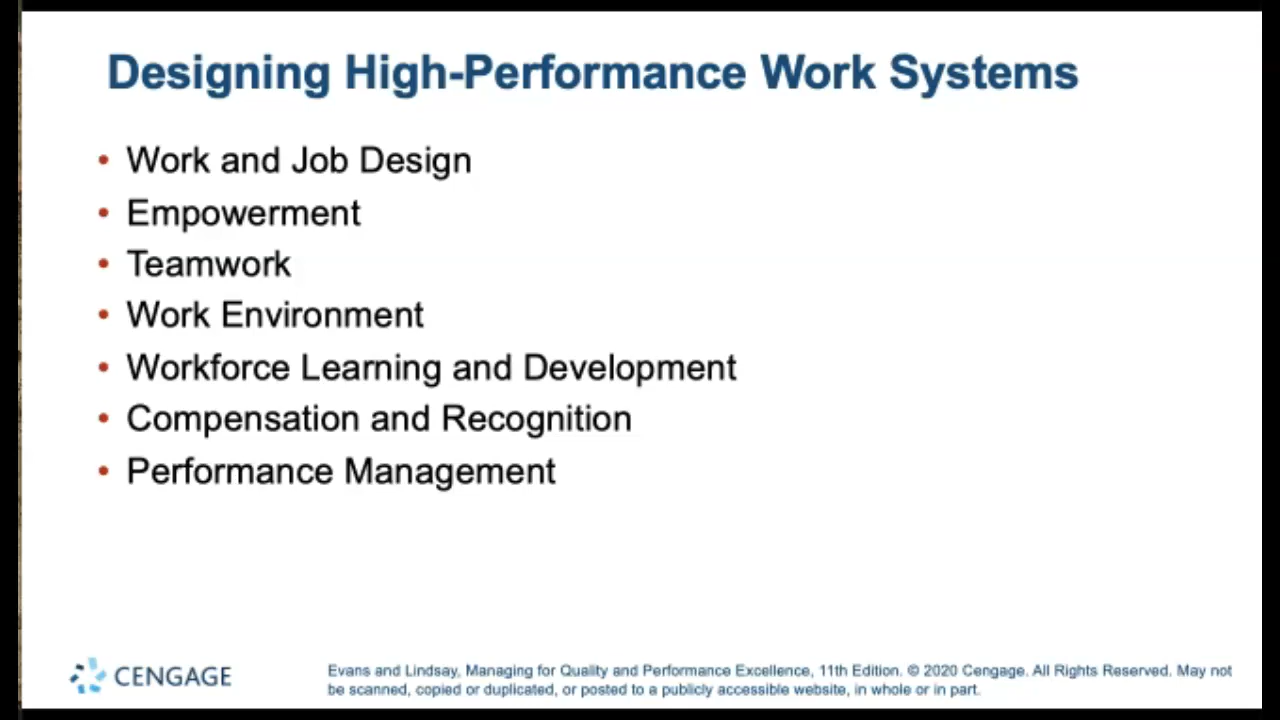 Designing High-Performance Work Systems
• Work and Job Design
• Empowerment
• Teamwork
• Work Environment
• Workforce Learning and Development
• Compensation and Recognition
• Performance Management
CENGAGE
Evans and Lindsay, Managing for Quality and Performance Excellence, 11th Edition. © 2020 Cengage. All Rights Reserved. May not
be scanned, copied or duplicated, or posted to a publicly accessible website, in whole or in part.